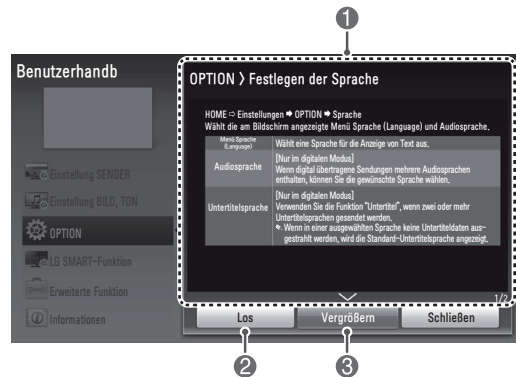 1
Benutzerhandb
Einstellung SENDER
Einstellung BILD, TON
OPTION
LG SMART-Funktion
Erweiterte Funktion
Informationen
OPTION > Festlegen der Sprache
HOME ⇨ Einstellungen ➡ OPTION ➡ Sprache
Wählt die am Bildschirm angezeigte Menü Sprache (Language) und Audiosprache.
Menü Sprache
(Language)
Wählt eine Sprache für die Anzeige von Text aus.
Audiosprache
[Nur im digitalen Modus]
Wenn digital übertragene Sendungen mehrere Audiosprachen
enthalten, können Sie die gewünschte Sprache wählen.
Untertitelsprache
[Nur im digitalen Modus]
Verwenden Sie die Funktion "Untertitel", wenn zwei oder mehr
Untertitelsprachen gesendet werden.
Wenn in einer ausgewählten Sprache keine Untertiteldaten aus-
gestrahlt werden, wird die Standard-Untertitelsprache angezeigt.
1/2
Los
Vergrößern
Schließen
2
3